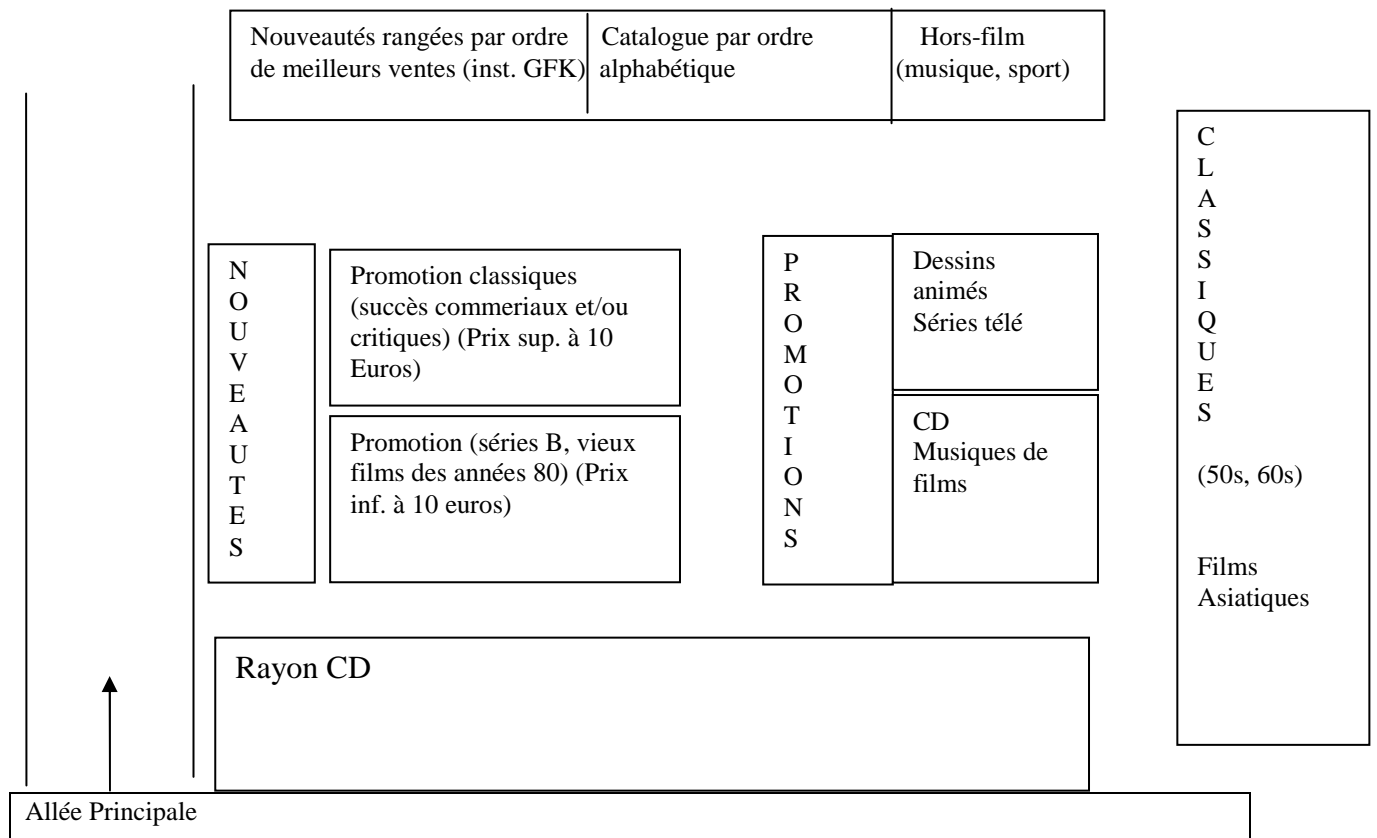 Nouveautés rangées par ordre
de meilleurs ventes (inst. GFK)
Catalogue par ordre
alphabétique
Hors-film
(musique, sport)
N
O
U
V
E
A
U
T
E
S
Promotion classiques
(succès commeriaux et/ou
critiques) (Prix sup. à 10
Euros)
Promotion (séries B, vieux
films des années 80) (Prix
inf. à 10 euros)
P
R
O
M
O
T
I
O
N
S
Dessins
animés
Séries télé
CD
Musiques de
films
C
L
A
S
S
I
Q
U
E
S
(50s, 60s)
Films
Asiatiques
Rayon CD
Allée Principale